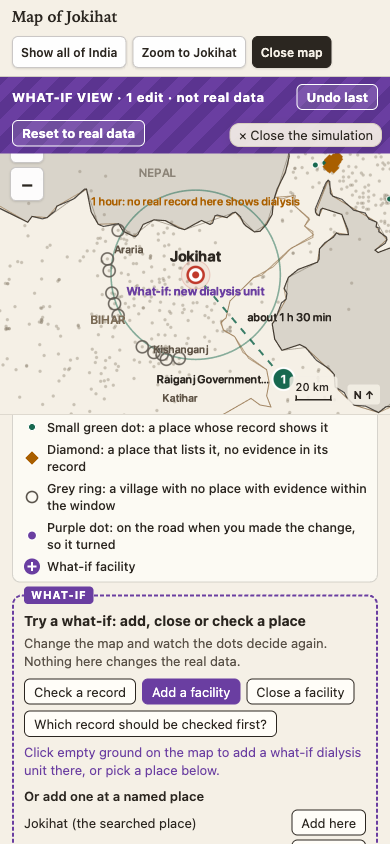 Map of Jokihat
Show all of India
Zoom to Jokihat
Close map
WHAT-IF VIEW · 1 edit · not real data
Undo last
Reset to real data
× Close the simulation
−
NEPAL
1 hour: no real record here shows dialysis
Araria
Jokihat
What-if: new dialysis unit
BIHAR
about 1 h 30 min
Kishanganj
Raiganj Government...
1
20 km
N ↑
Katihar
Small green dot: a place whose record shows it
Diamond: a place that lists it, no evidence in its
record
Grey ring: a village with no place with evidence within
the window
Purple dot: on the road when you made the change,
so it turned
What-if facility
WHAT-IF
Try a what-if: add, close or check a place
Change the map and watch the dots decide again.
Nothing here changes the real data.
Check a record
Add a facility
Close a facility
Which record should be checked first?
Click empty ground on the map to add a what-if dialysis
unit there, or pick a place below.
Or add one at a named place
Jokihat (the searched place)
Add here